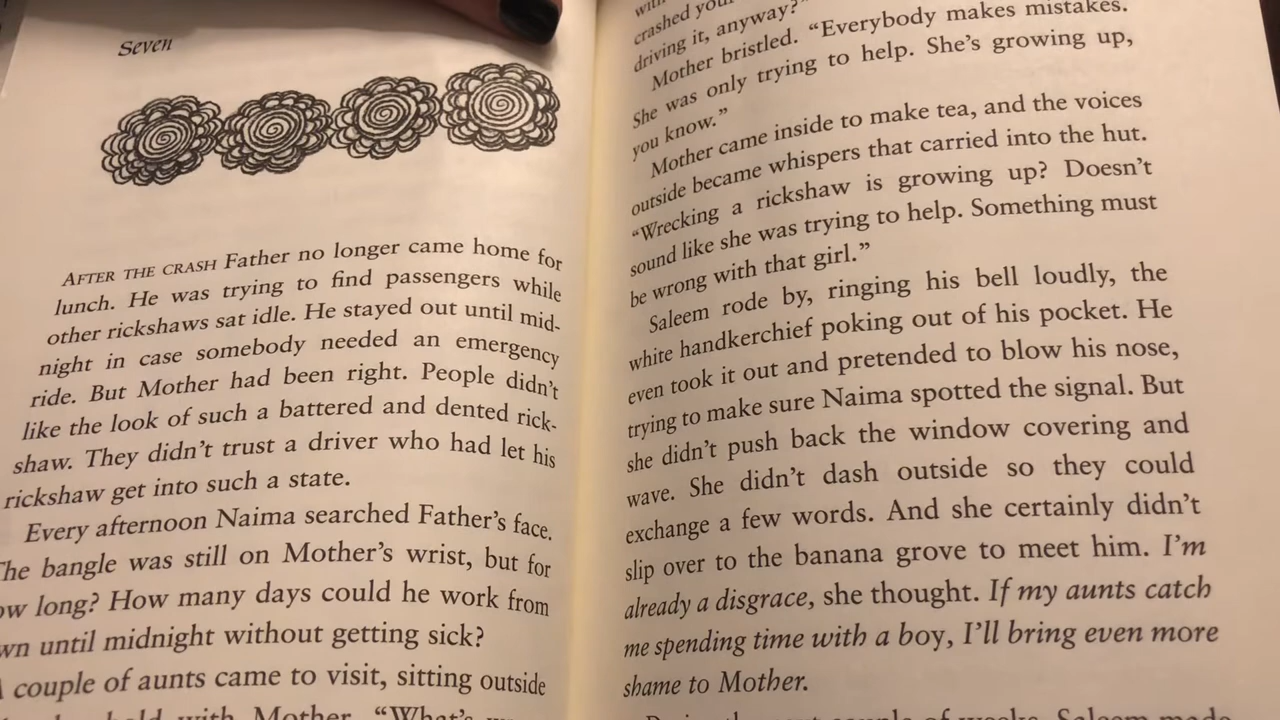 Seven
AFTER THE CRASH Father no longer came home for
lunch. He was trying to find passengers while
other rickshaws sat idle. He stayed out until mid-
night in case somebody needed an emergency
ride. But Mother had been right. People didn't
like the look of such a battered and dented rick-
shaw. They didn't trust a driver who had let his
rickshaw get into such a state.
Every afternoon Naima searched Father's face.
The bangle was still on Mother's wrist, but for
ow long? How many days could he work from
wn until midnight without getting sick?
A couple of aunts came to visit, sitting outside
with Mother. "What's
with
crashed your
driving it, anyway?"
Mother bristled. "Everybody makes mistakes.
She was only trying to help. She's growing up,
you know."
Mother came inside to make tea, and the voices
outside became whispers that carried into the hut.
"Wrecking a rickshaw is growing up? Doesn't
sound like she was trying to help. Something must
be wrong with that girl."
Saleem rode by, ringing his bell loudly, the
white handkerchief poking out of his pocket. He
even took it out and pretended to blow his nose,
trying to make sure Naima spotted the signal. But
she didn't push back the window covering and
wave. She didn't dash outside so they could
exchange a few words. And she certainly didn't
slip over to the banana grove to meet him. I'm
already a disgrace, she thought. If my aunts catch
me spending time with a boy, I'll bring even more
shame to Mother.
couple of weeks, Saleem made